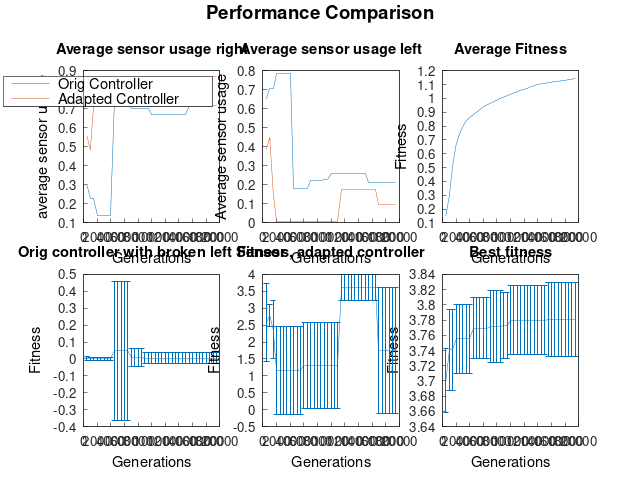 Performance Comparison
Average sensor usage right
Average sensor usage left
Average Fitness
Orig Controller
Adapted Controller
0.9
0.8
0.7
0.6
0.5
0.4
0.3
0.2
0.1
average sensor
Generations
0.9
0.8
0.7
0.6
0.5
0.4
0.3
0.2
0.1
0
Average sensor usage
Generations
1.2
1.1
1
0.9
0.8
0.7
0.6
0.5
0.4
0.3
0.2
0.1
Fitness
Generations
Orig controller with broken left
Fitness, adapted controller
Best fitness
0.5
0.4
0.3
0.2
0.1
0
-0.1
-0.2
-0.3
-0.4
Fitness
Generations
4
3.5
3
2.5
2
1.5
1
0.5
0
-0.5
Fitness
Generations
3.84
3.82
3.8
3.78
3.76
3.74
3.72
3.7
3.68
3.66
3.64
Fitness
Generations